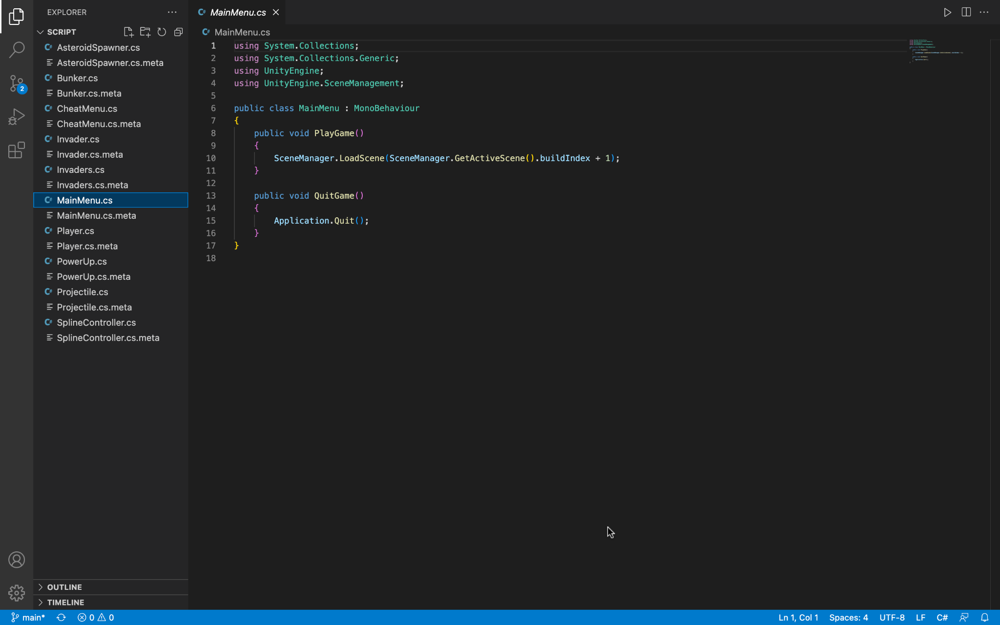 EXPLORER
SCRIPT
AsteroidSpawner.cs
AsteroidSpawner.cs.meta
Bunker.cs
Bunker.cs.meta
CheatMenu.cs
CheatMenu.cs.meta
Invader.cs
Invader.cs.meta
Invaders.cs
Invaders.cs.meta
MainMenu.cs
MainMenu.cs.meta
Player.cs
Player.cs.meta
PowerUp.cs
PowerUp.cs.meta
Projectile.cs
Projectile.cs.meta
SplineController.cs
SplineController.cs.meta
OUTLINE
TIMELINE
2
MainMenu.cs
MainMenu.cs
1 using System.Collections;
2 using System.Collections.Generic;
3 using UnityEngine;
4 using UnityEngine.SceneManagement;
5
6 public class MainMenu : MonoBehaviour
7 {
8     public void PlayGame()
9     {
10         SceneManager.LoadScene(SceneManager.GetActiveScene().buildIndex + 1);
11     }
12
13     public void QuitGame()
14     {
15         Application.Quit();
16     }
17 }
18
main* 0 0 Ln 1, Col 1 Spaces: 4 UTF-8 LF C#